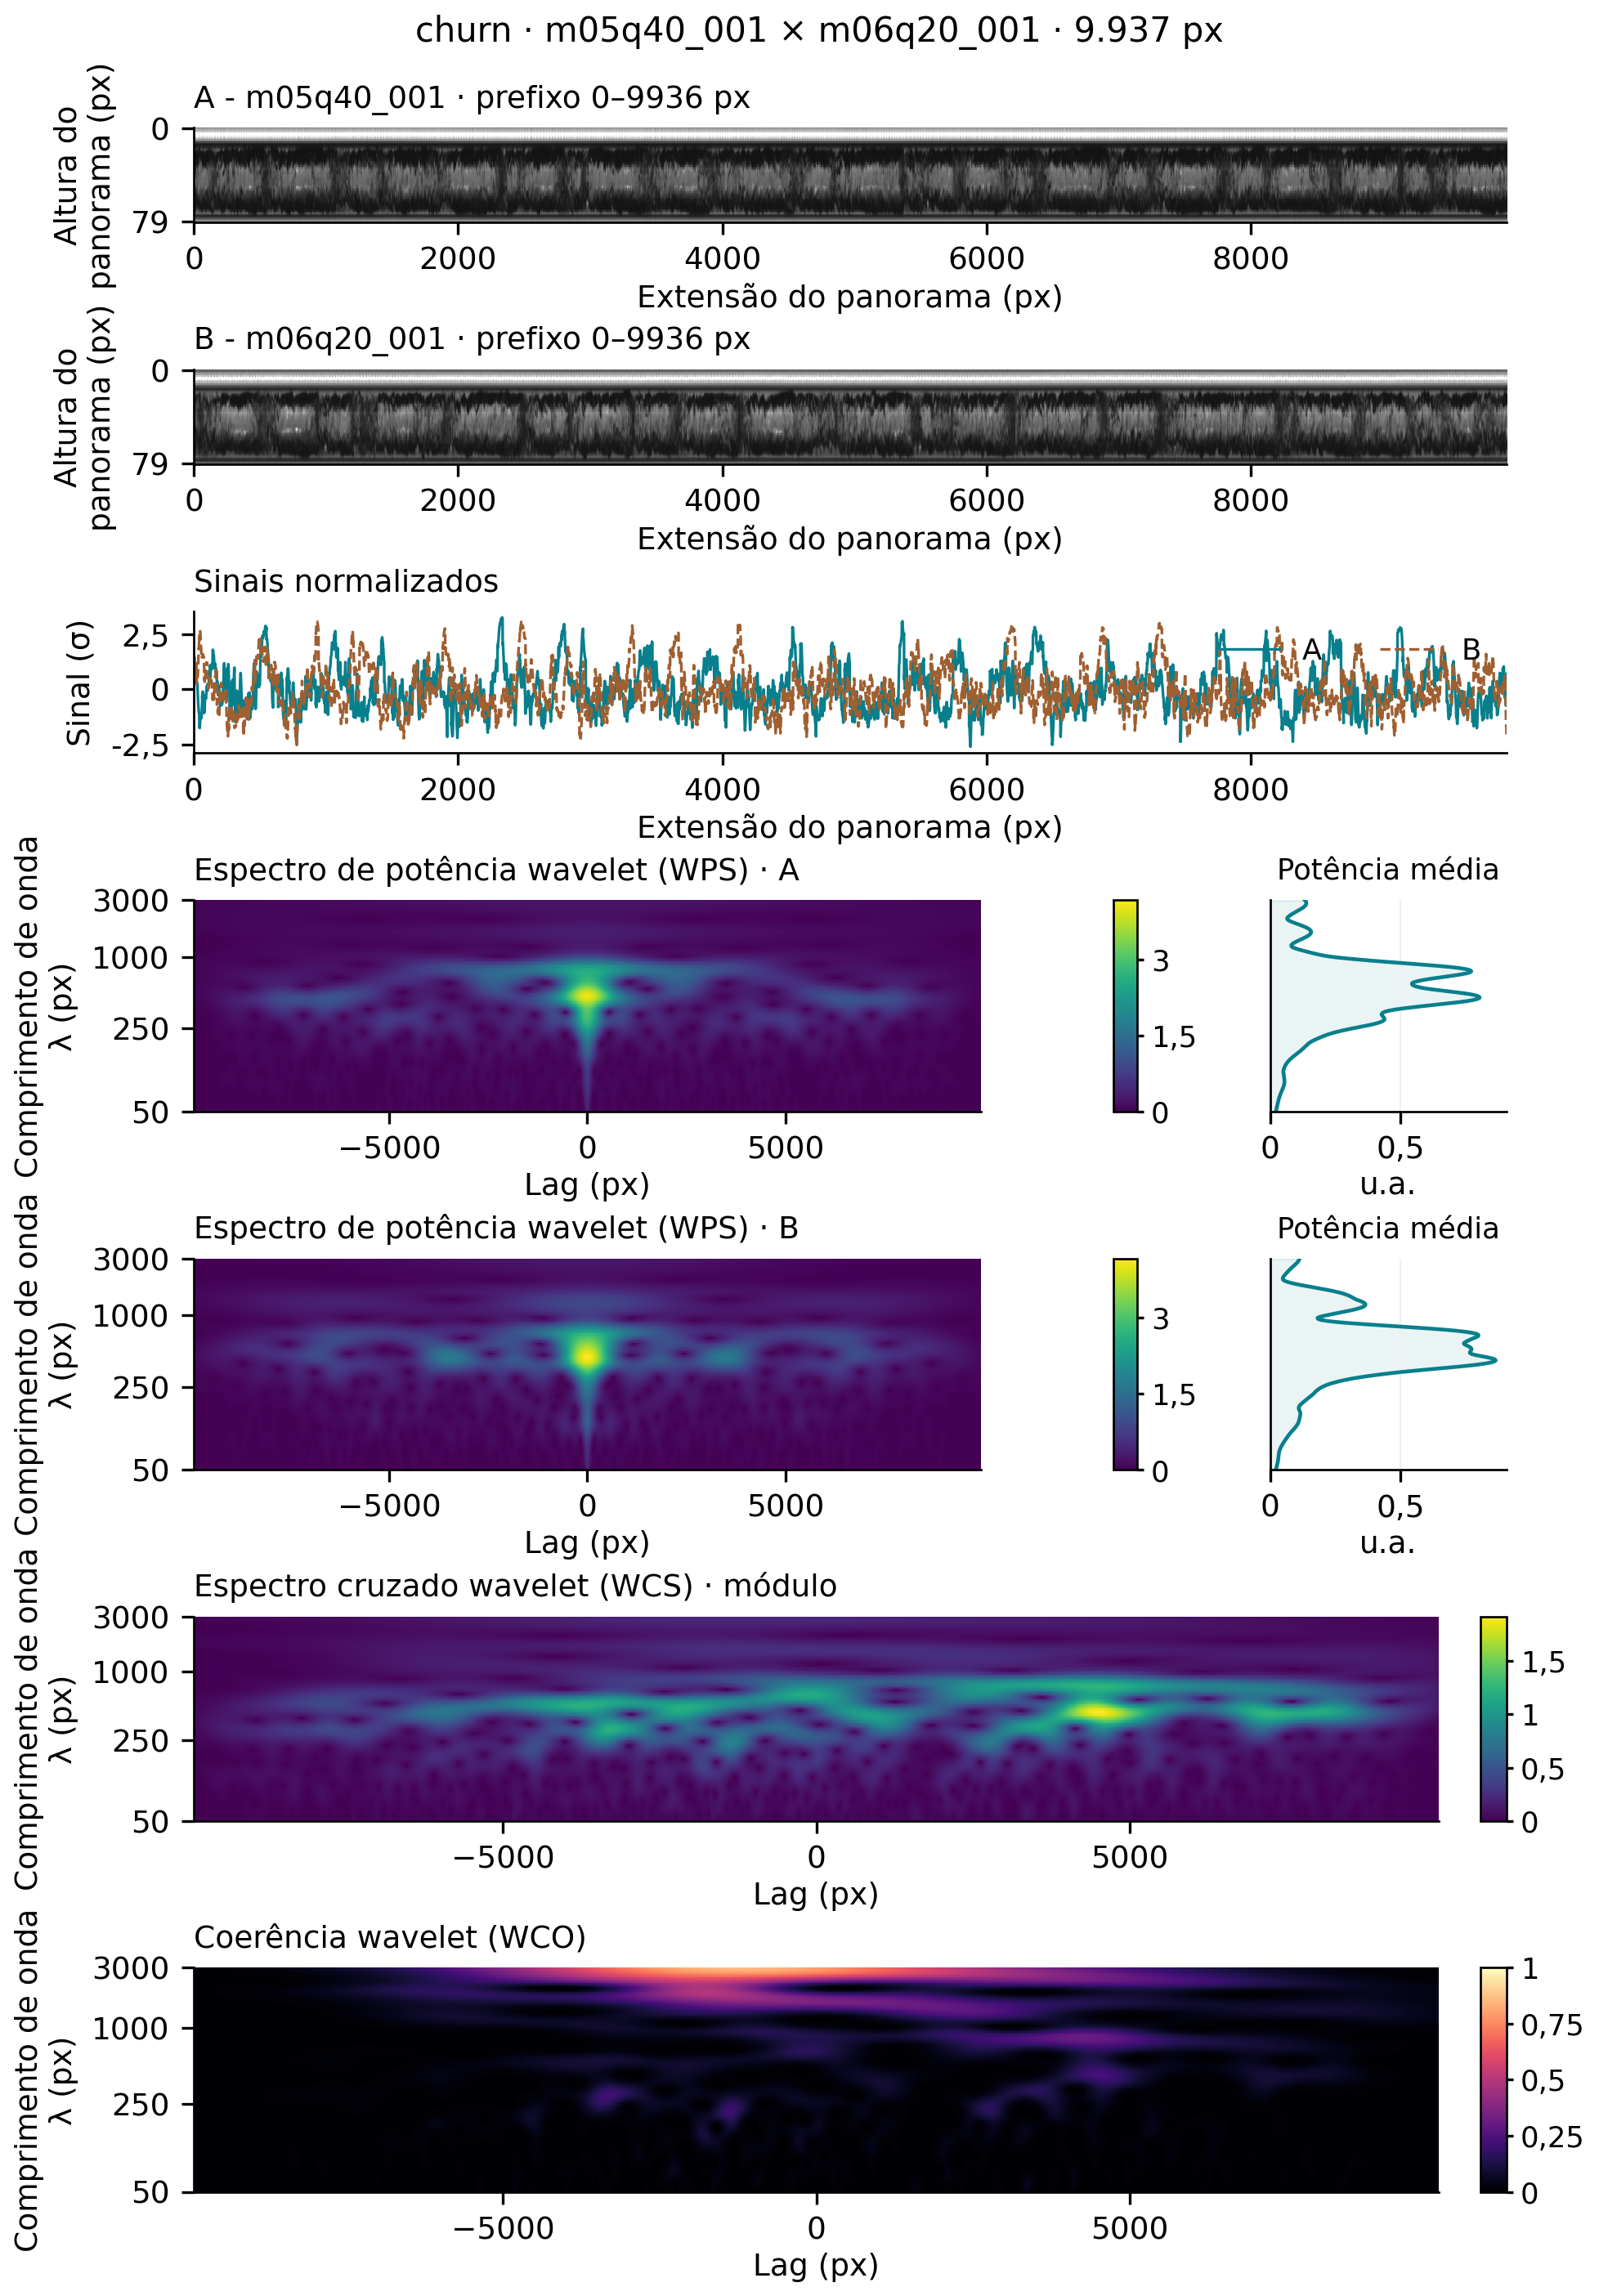 churn · m05q40_001 × m06q20_001 · 9.937 px
A - m05q40_001 · prefixo 0–9936 px
Altura do
panorama (px)
0
79
0
2000
4000
6000
8000
Extensão do panorama (px)
B - m06q20_001 · prefixo 0–9936 px
Altura do
panorama (px)
0
79
0
2000
4000
6000
8000
Extensão do panorama (px)
Sinais normalizados
Sinal (σ)
2,5
0
-2,5
A
B
0
2000
4000
6000
8000
Extensão do panorama (px)
Espectro de potência wavelet (WPS) · A
Comprimento de onda
λ (px)
3000
1000
250
50
−5000
0
5000
Lag (px)
3
1,5
0
Potência média
0
0,5
u.a.
Espectro de potência wavelet (WPS) · B
Comprimento de onda
λ (px)
3000
1000
250
50
−5000
0
5000
Lag (px)
3
1,5
0
Potência média
0
0,5
u.a.
Espectro cruzado wavelet (WCS) · módulo
Comprimento de onda
λ (px)
3000
1000
250
50
−5000
0
5000
Lag (px)
1,5
1
0,5
0
Coerência wavelet (WCO)
Comprimento de onda
λ (px)
3000
1000
250
50
−5000
0
5000
Lag (px)
1
0,75
0,5
0,25
0